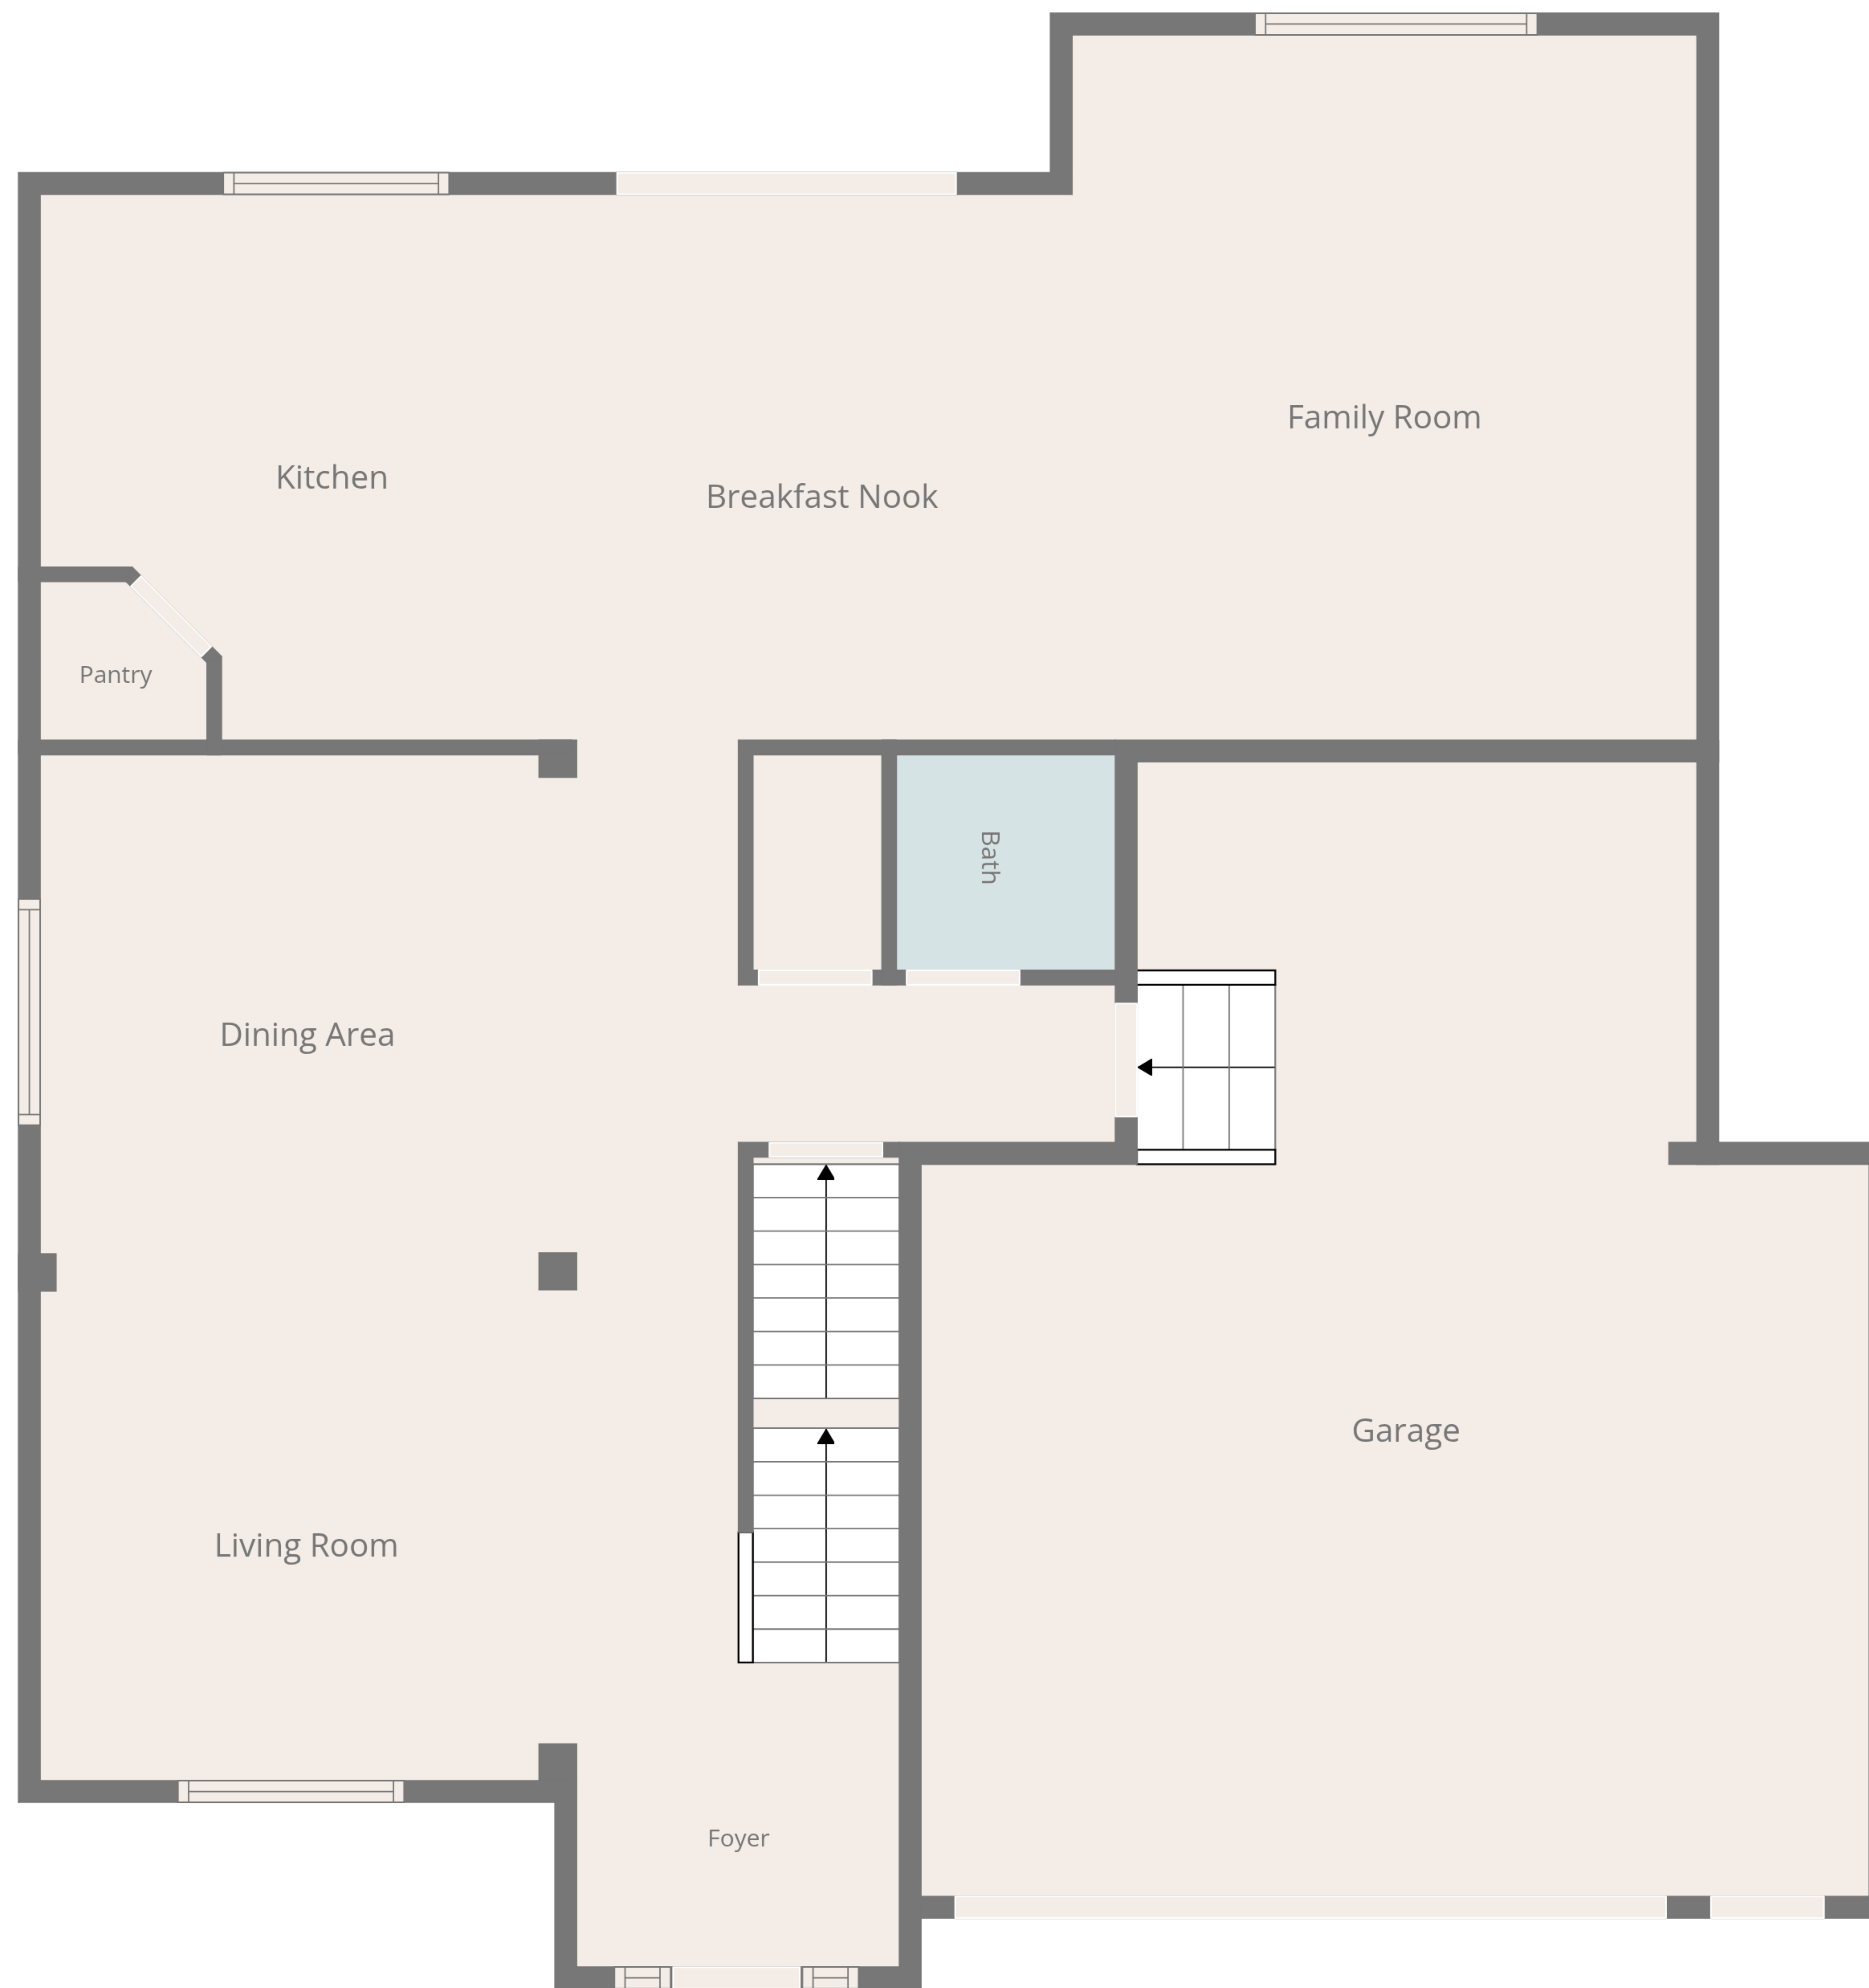 Family Room
Kitchen
Breakfast Nook
Pantry
Bath
Dining Area
Garage
Living Room
Foyer